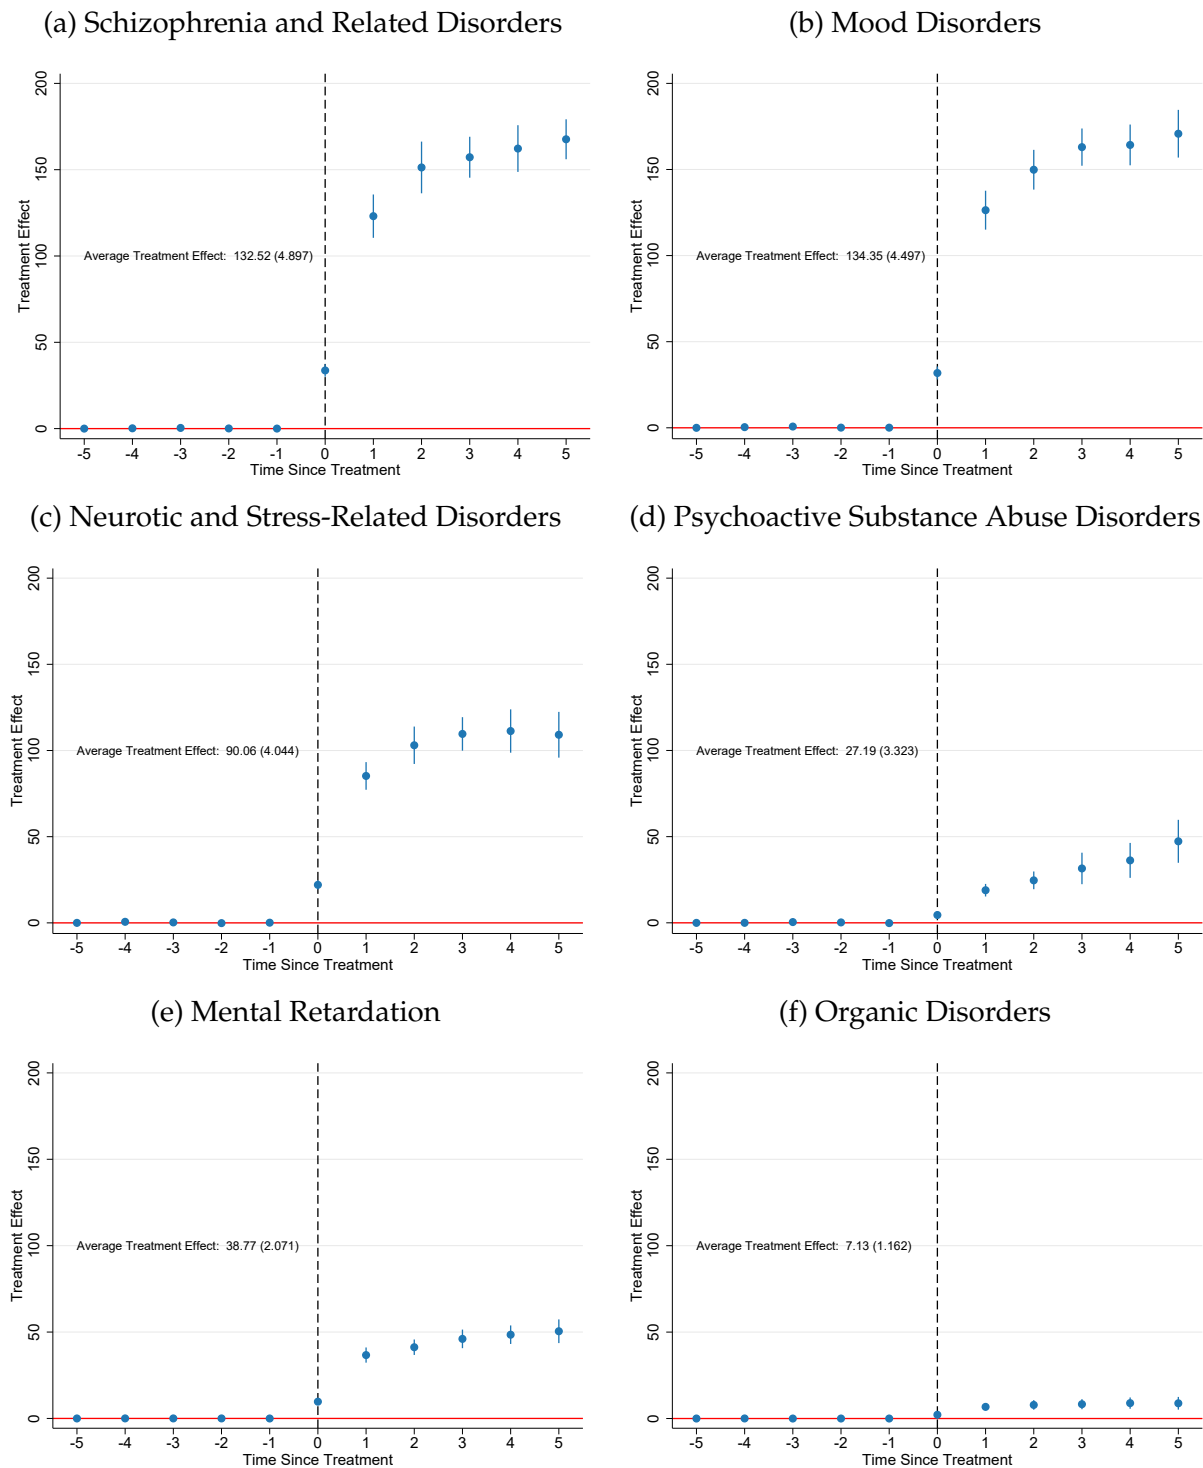 (a) Schizophrenia and Related Disorders
200
150
100
50
0
Treatment Effect
Average Treatment Effect: 132.52 (4.897)
-5 -4 -3 -2 -1 0 1 2 3 4 5
Time Since Treatment
(b) Mood Disorders
200
150
100
50
0
Treatment Effect
Average Treatment Effect: 134.35 (4.497)
-5 -4 -3 -2 -1 0 1 2 3 4 5
Time Since Treatment
(c) Neurotic and Stress-Related Disorders
200
150
100
50
0
Treatment Effect
Average Treatment Effect: 90.06 (4.044)
-5 -4 -3 -2 -1 0 1 2 3 4 5
Time Since Treatment
(d) Psychoactive Substance Abuse Disorders
200
150
100
50
0
Treatment Effect
Average Treatment Effect: 27.19 (3.323)
-5 -4 -3 -2 -1 0 1 2 3 4 5
Time Since Treatment
(e) Mental Retardation
200
150
100
50
0
Treatment Effect
Average Treatment Effect: 38.77 (2.071)
-5 -4 -3 -2 -1 0 1 2 3 4 5
Time Since Treatment
(f) Organic Disorders
200
150
100
50
0
Treatment Effect
Average Treatment Effect: 7.13 (1.162)
-5 -4 -3 -2 -1 0 1 2 3 4 5
Time Since Treatment